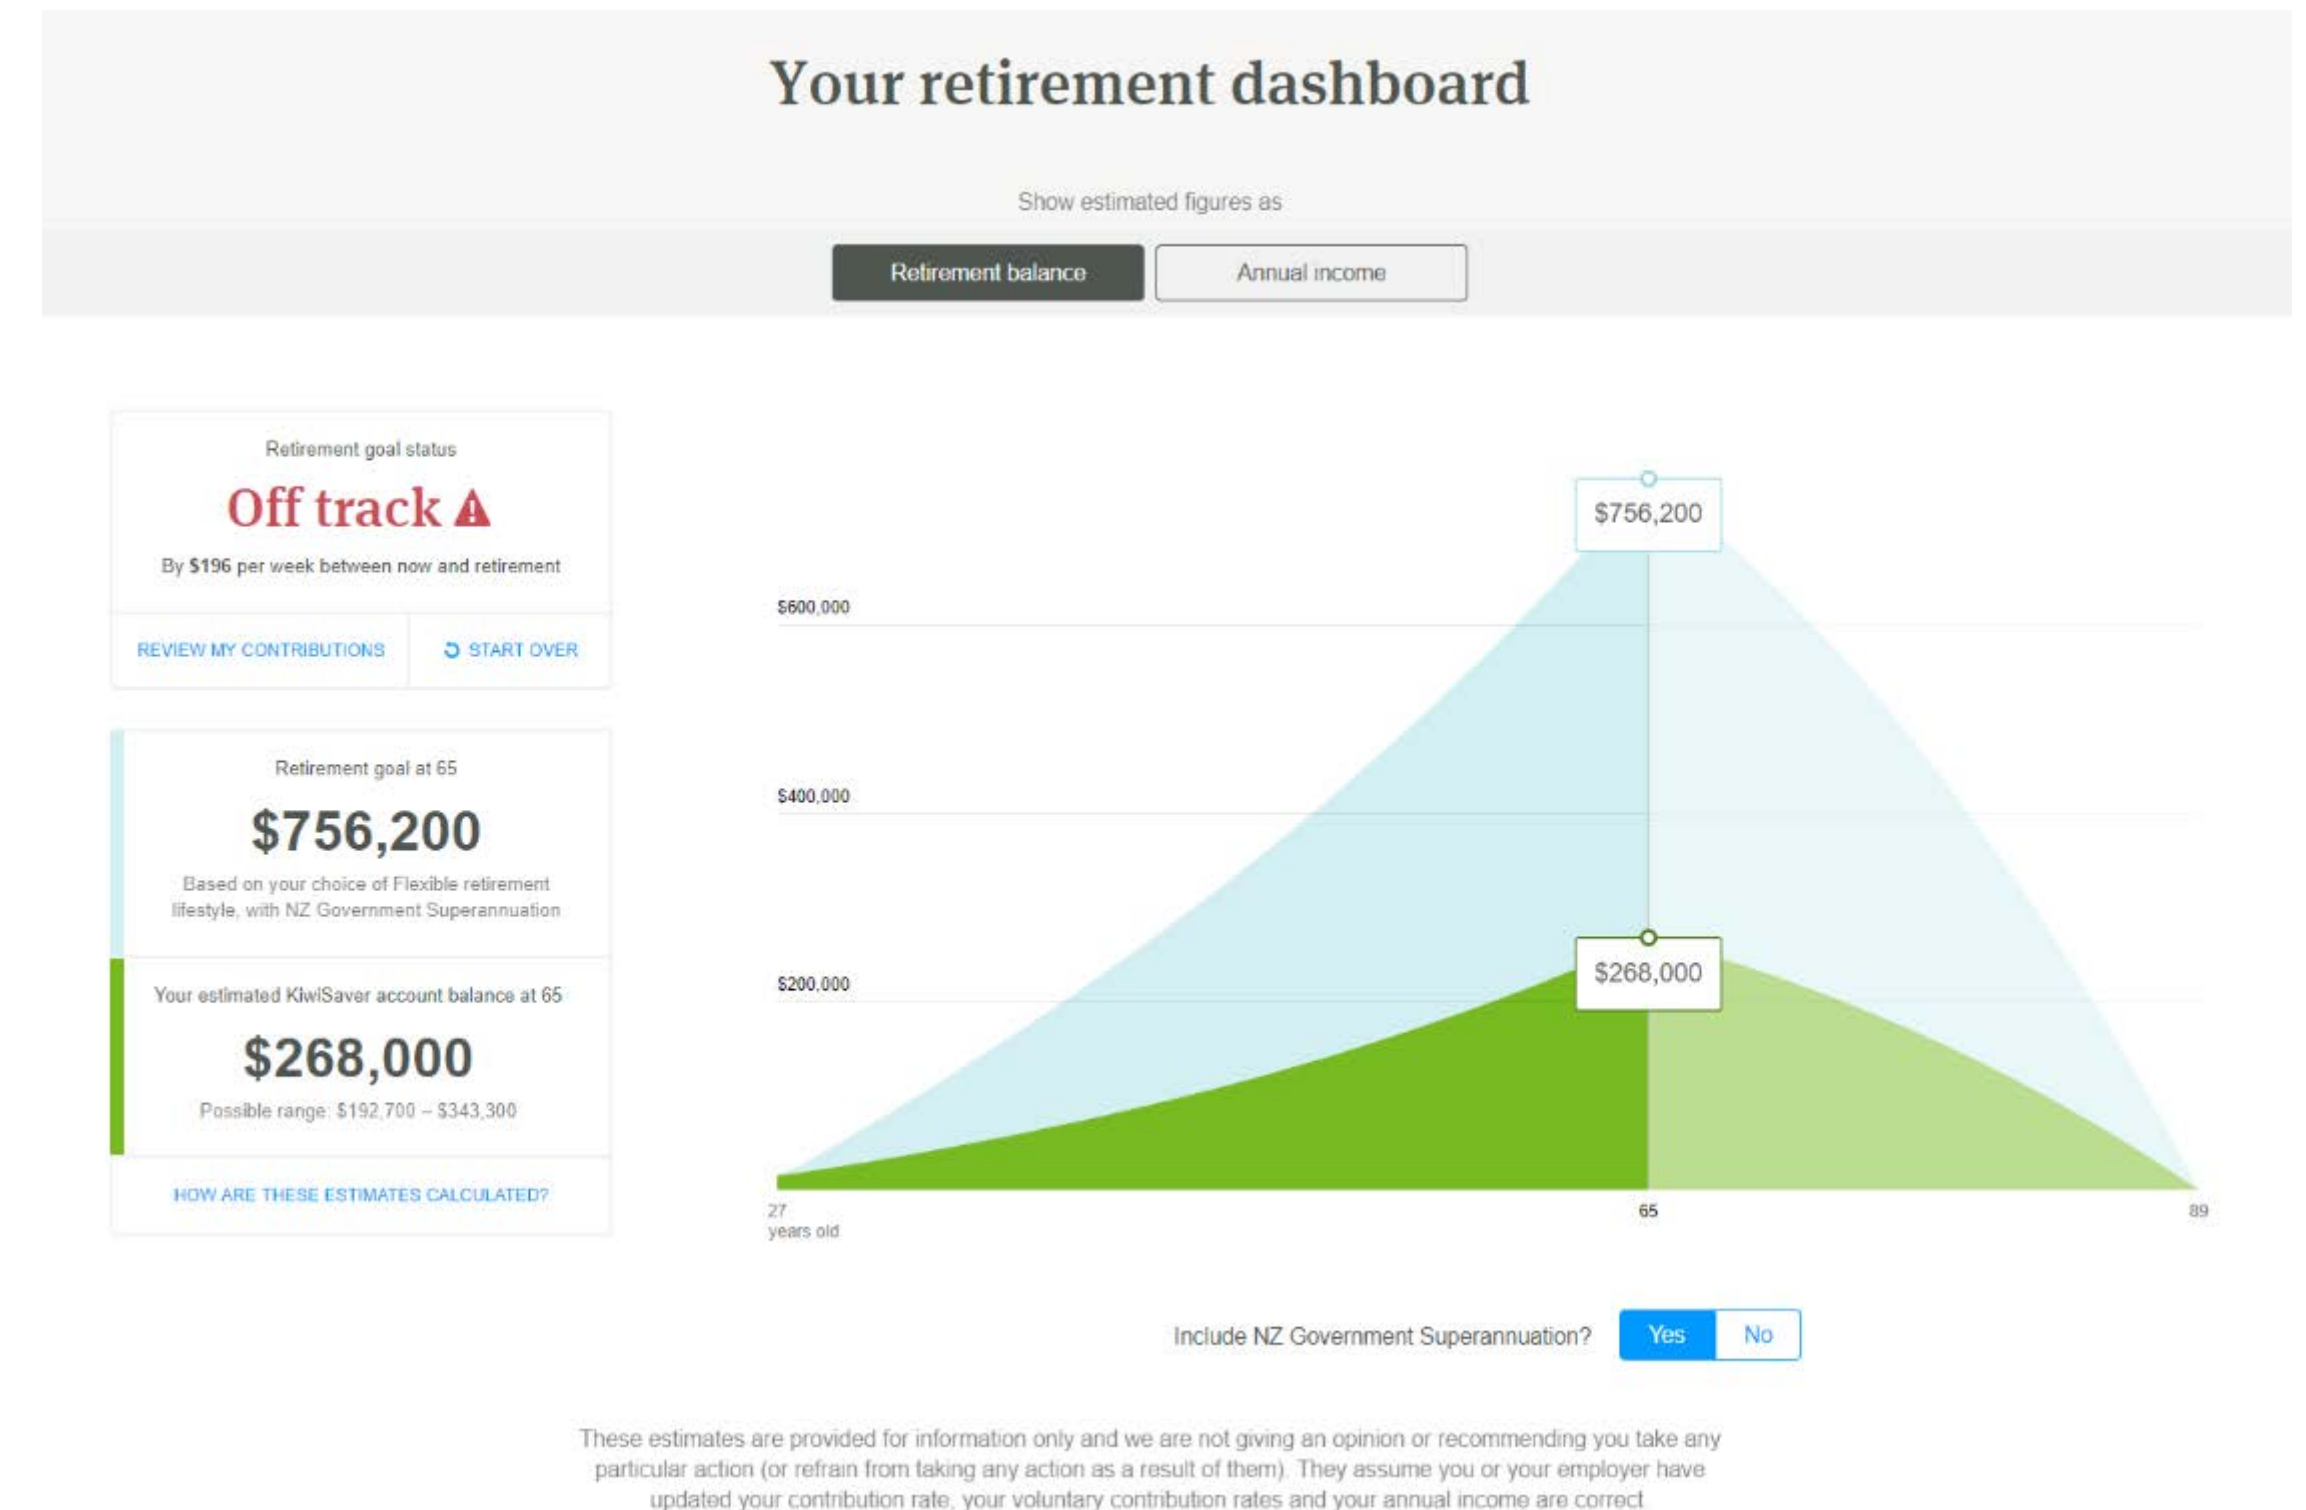 Your retirement dashboard
Show estimated figures as
Retirement balance
Annual income
Retirement goal status
Off track
By $196 per week between now and retirement
REVIEW MY CONTRIBUTIONS
START OVER
Retirement goal at 65
$756,200
Based on your choice of Flexible retirement
lifestyle, with NZ Government Superannuation
Your estimated KiwiSaver account balance at 65
$268,000
Possible range: $192,700 – $343,300
HOW ARE THESE ESTIMATES CALCULATED?
$756,200
$600,000
$400,000
$268,000
$200,000
27
years old
65
89
Include NZ Government Superannuation?
Yes
No
These estimates are provided for information only and we are not giving an opinion or recommending you take any
particular action (or refrain from taking any action as a result of them). They assume you or your employer have
updated your contribution rate, your voluntary contribution rates and your annual income are correct